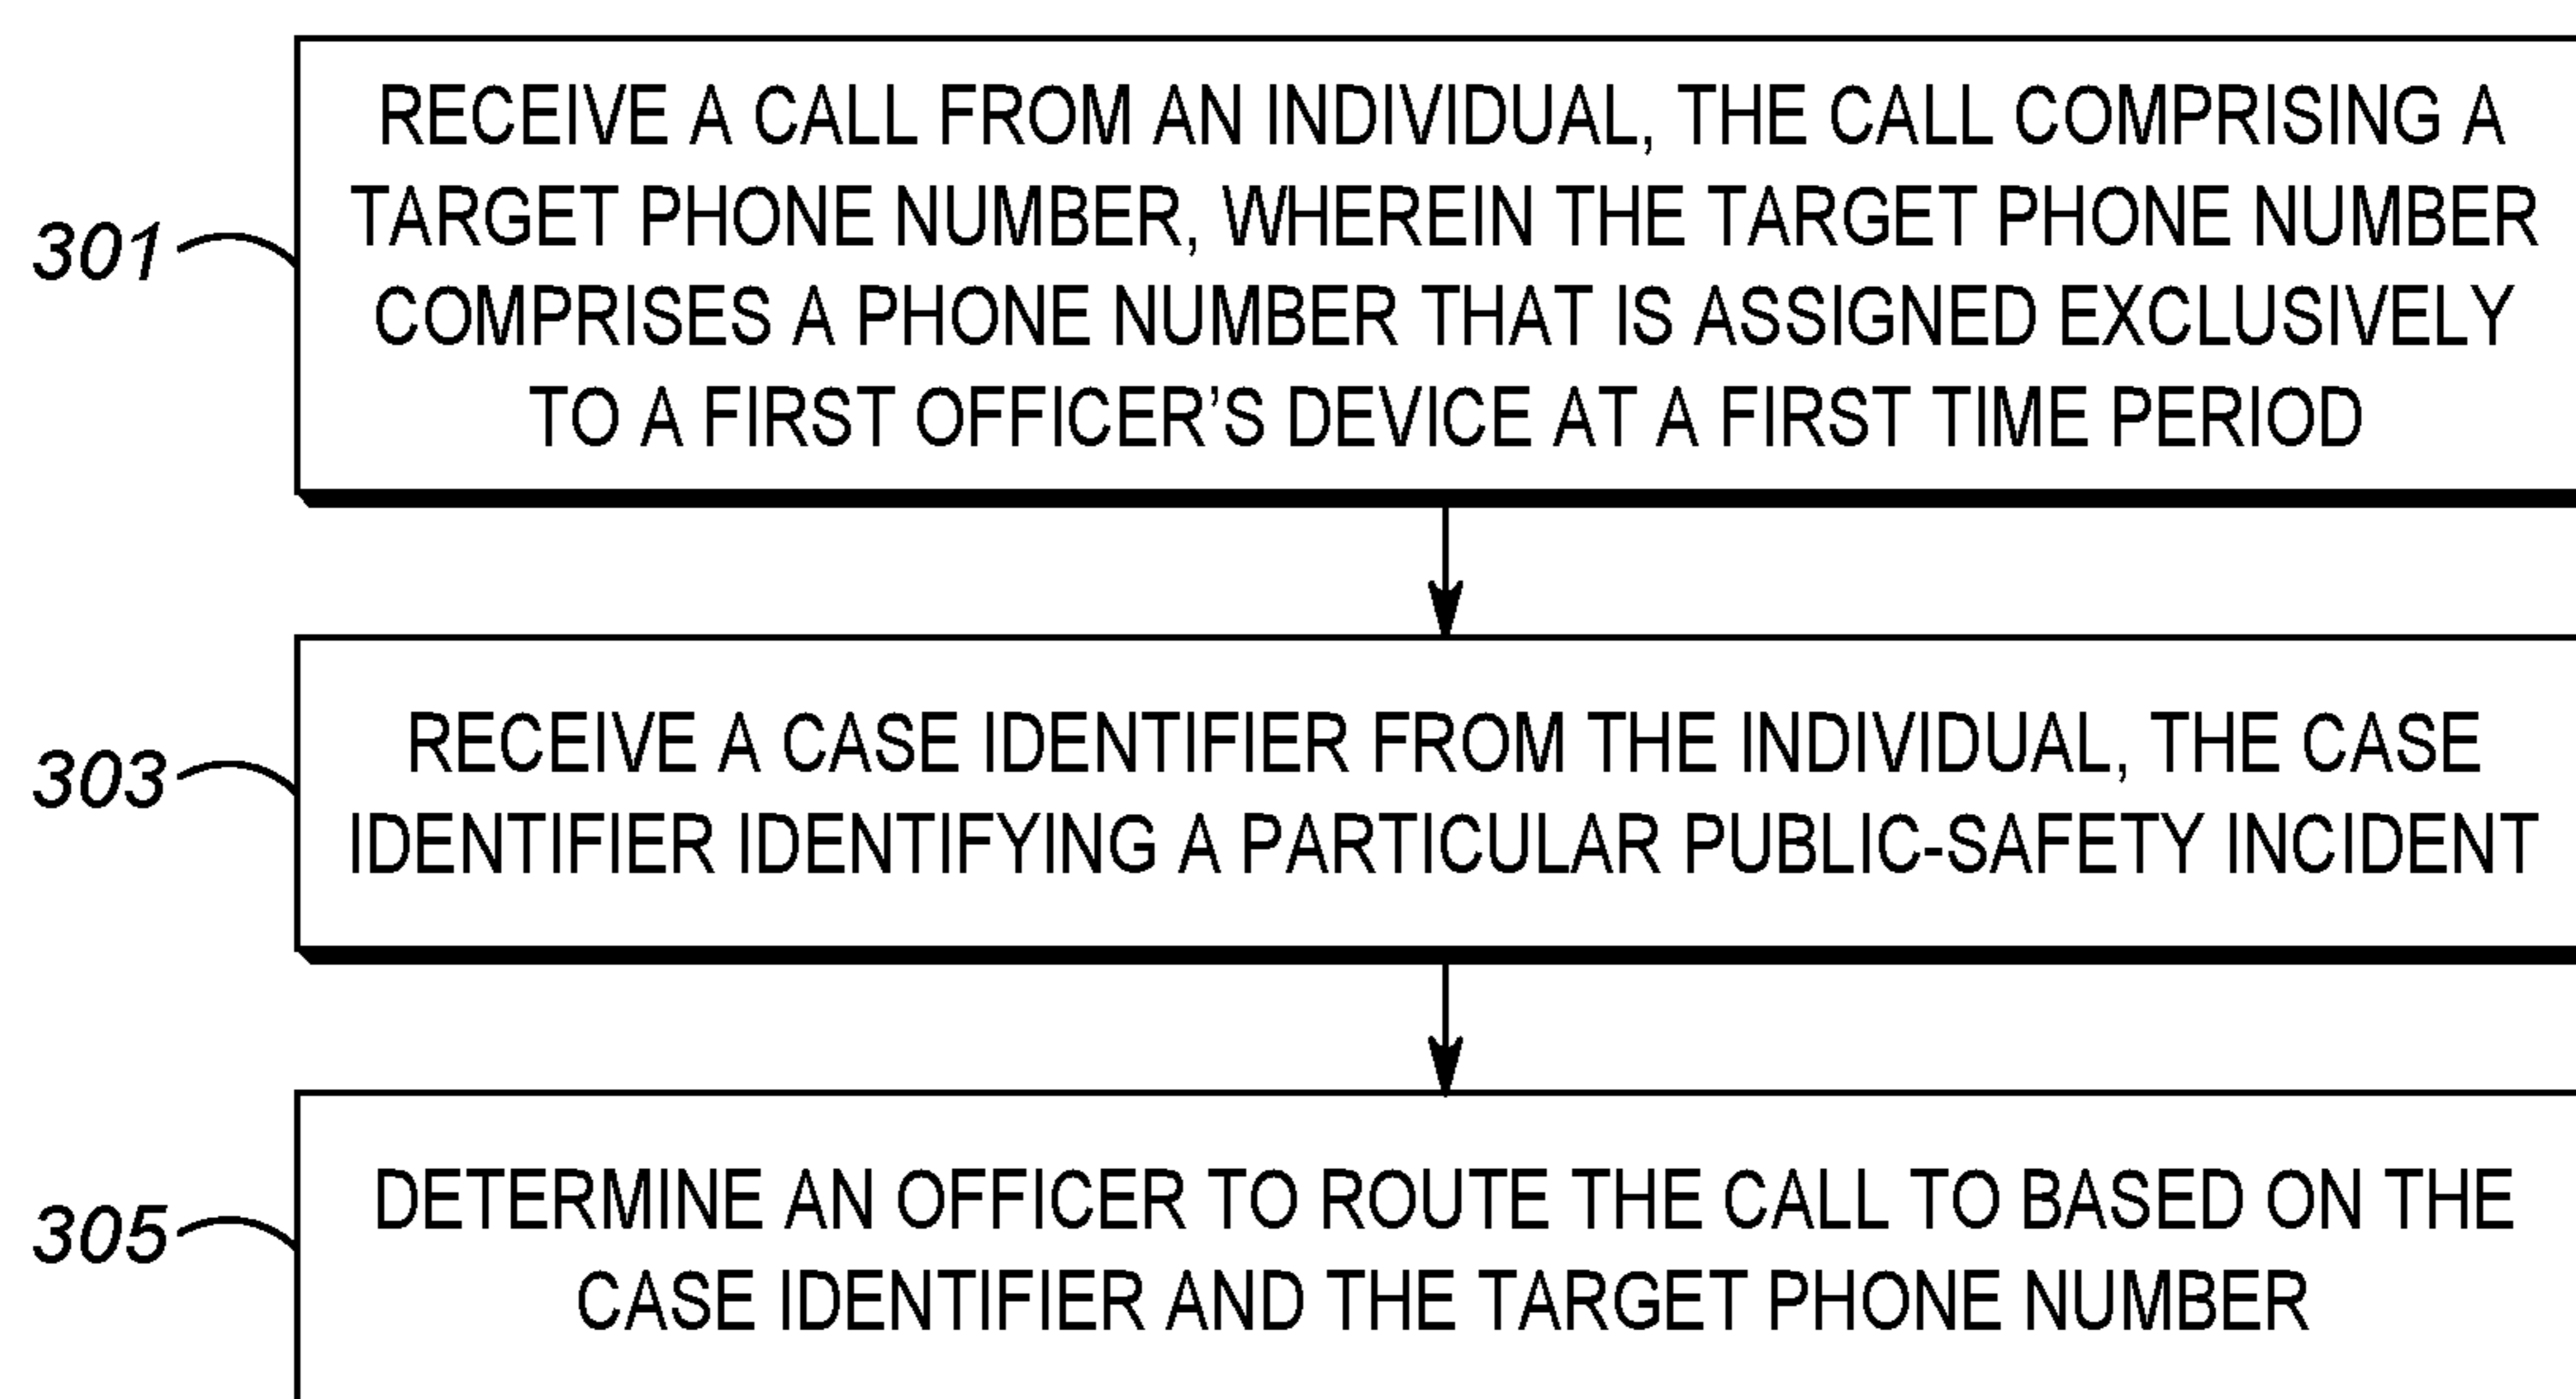 RECEIVE A CALL FROM AN INDIVIDUAL, THE CALL COMPRISING A
TARGET PHONE NUMBER, WHEREIN THE TARGET PHONE NUMBER
301
COMPRISES A PHONE NUMBER THAT IS ASSIGNED EXCLUSIVELY
TO A FIRST OFFICER’S DEVICE AT A FIRST TIME PERIOD
303
RECEIVE A CASE IDENTIFIER FROM THE INDIVIDUAL, THE CASE
IDENTIFIER IDENTIFYING A PARTICULAR PUBLIC-SAFETY INCIDENT
305
DETERMINE AN OFFICER TO ROUTE THE CALL TO BASED ON THE
CASE IDENTIFIER AND THE TARGET PHONE NUMBER